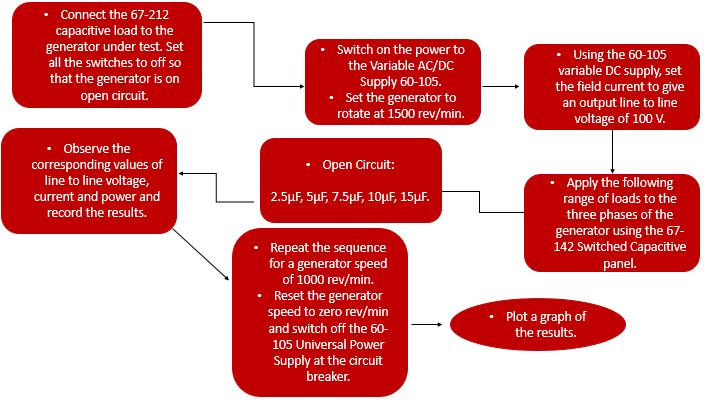 • Connect the 67-212
capacitive load to the
generator under test. Set
all the switches to off so
that the generator is on
open circuit.
• Switch on the power to
the Variable AC/DC
Supply 60-105.
• Set the generator to
rotate at 1500 rev/min.
• Using the 60-105
variable DC supply, set
the field current to give
an output line to line
voltage of 100 V.
• Apply the following
range of loads to the
three phases of the
generator using the 67-
142 Switched Capacitive
panel.
• Open Circuit:
2.5µF, 5µF, 7.5µF, 10µF, 15µF.
• Observe the
corresponding values of
line to line voltage,
current and power and
record the results.
• Repeat the sequence
for a generator speed
of 1000 rev/min.
• Reset the generator
speed to zero rev/min
and switch off the 60-
105 Universal Power
Supply at the circuit
breaker.
• Plot a graph of
the results.